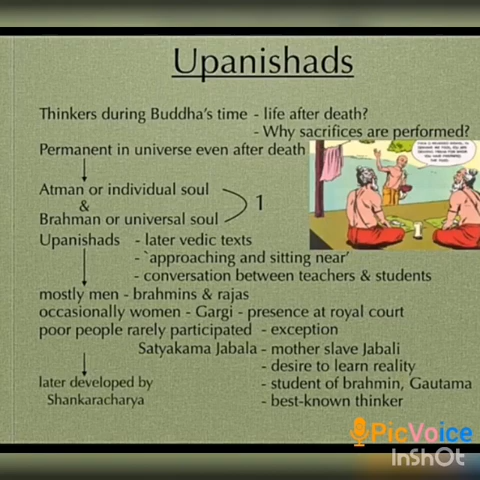 Upanishads
Thinkers during Buddha's time - life after death?
- Why sacrifices are performed?
Permanent in universe even after death
Atman or individual soul
&
Brahman or universal soul
1
Upanishads - later vedic texts
- `approaching and sitting near'
- conversation between teachers & students
mostly men - brahmins & rajas
occasionally women - Gargi - presence at royal court
poor people rarely participated - exception
Satyakama Jabala - mother slave Jabali
- desire to learn reality
later developed by - student of brahmin, Gautama
Shankaracharya - best-known thinker
1
PicVoice
InShOt